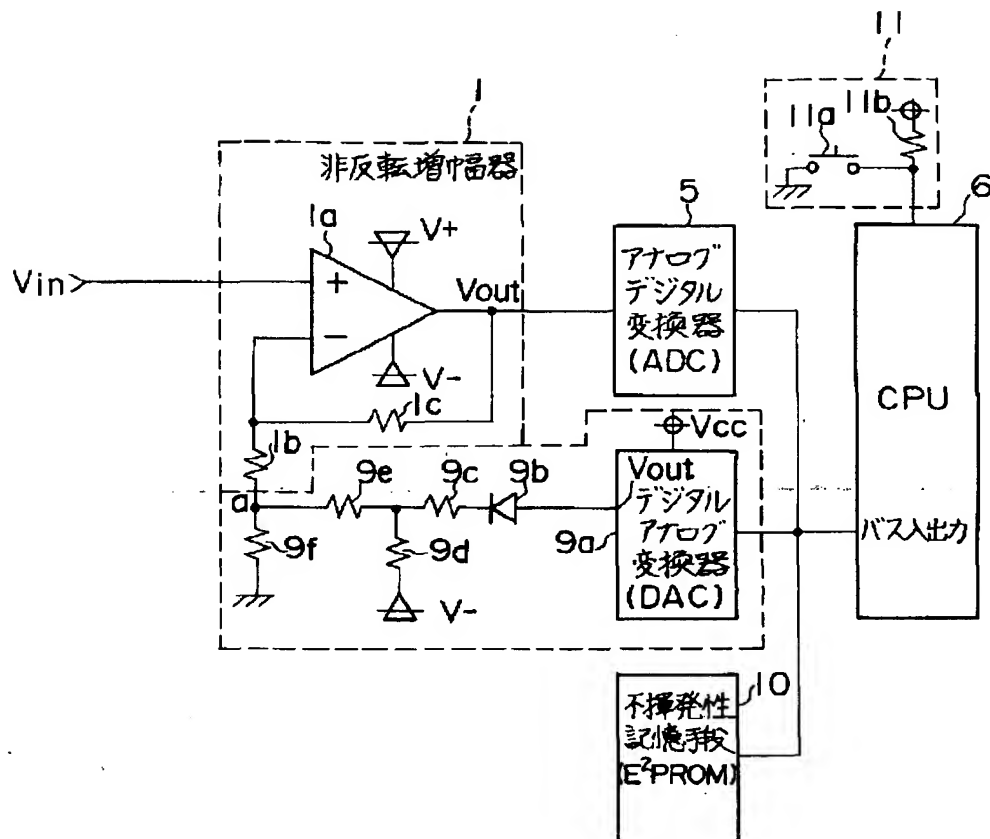 11
11b
11a
1
非反転増幅器
1a
V+
Vin
+
−
Vout
V-
1c
5
アナログ
デジタル
変換器
(ADC)
6
CPU
バス入出力
Vcc
1b
a
9e
9c
9b
9f
9d
V-
9a
Vout
デジタル
アナログ
変換器
(DAC)
10
不揮発性
記憶手段
(E²PROM)